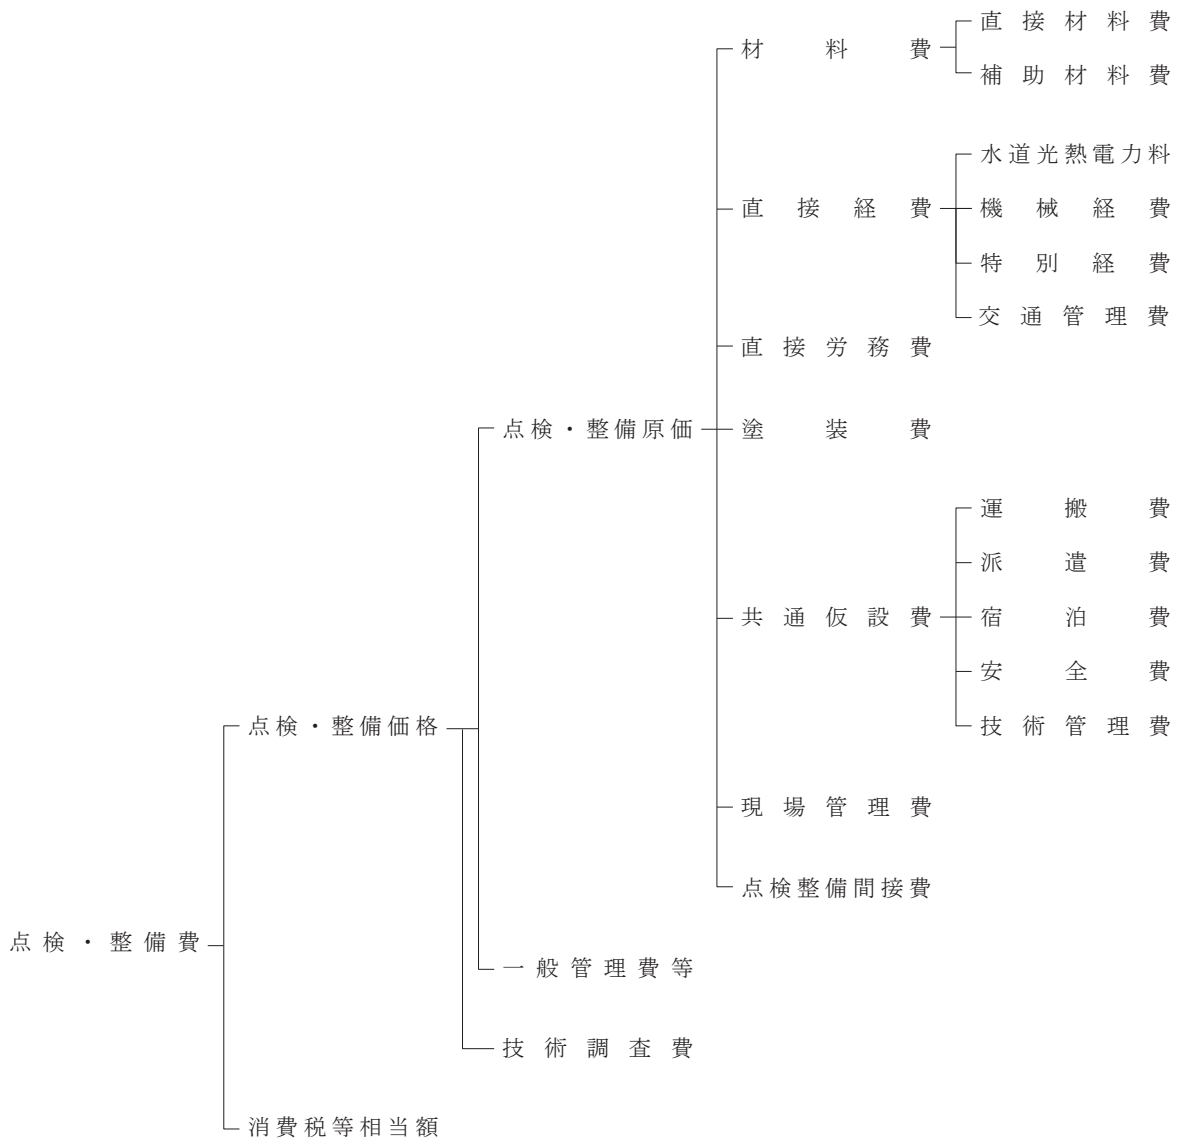 直接材料費
材料費
補助材料費
水道光熱電力料
直接経費
機械経費
特別経費
交通管理費
直接労務費
点検・整備原価
塗装費
運搬費
派遣費
共通仮設費
宿泊費
安全費
点検・整備価格
技術管理費
現場管理費
点検整備間接費
点検・整備費
一般管理費等
技術調査費
消費税等相当額